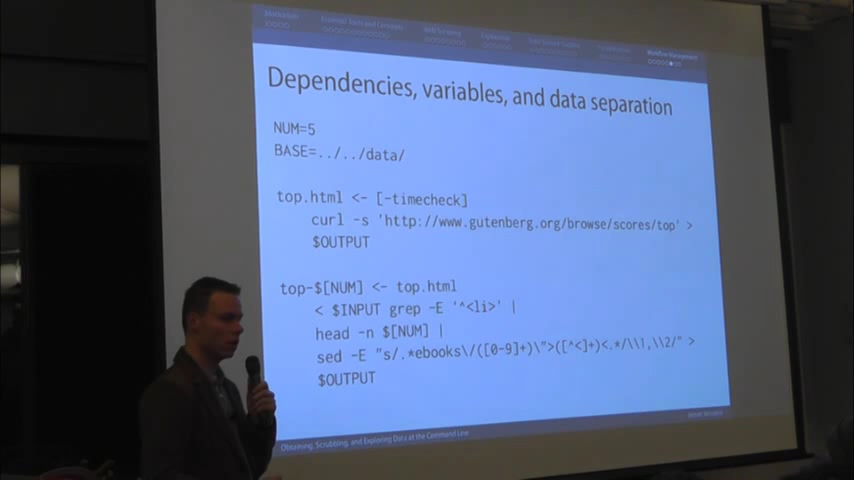 Workflow Management
Dependencies, variables, and data separation
NUM=5
BASE=../../data/
top.html <- [-timecheck]
curl -s 'http://www.gutenberg.org/browse/scores/top' >
$OUTPUT
top-$[NUM] <- top.html
< $INPUT grep -E '^<li>' |
head -n $[NUM] |
sed -E "s/.*ebooks\/([0-9]+)\">([^<]+)<.*/\\1,\\2/" >
$OUTPUT
Obtaining, Scrubbing, and Exploring Data at the Command Line